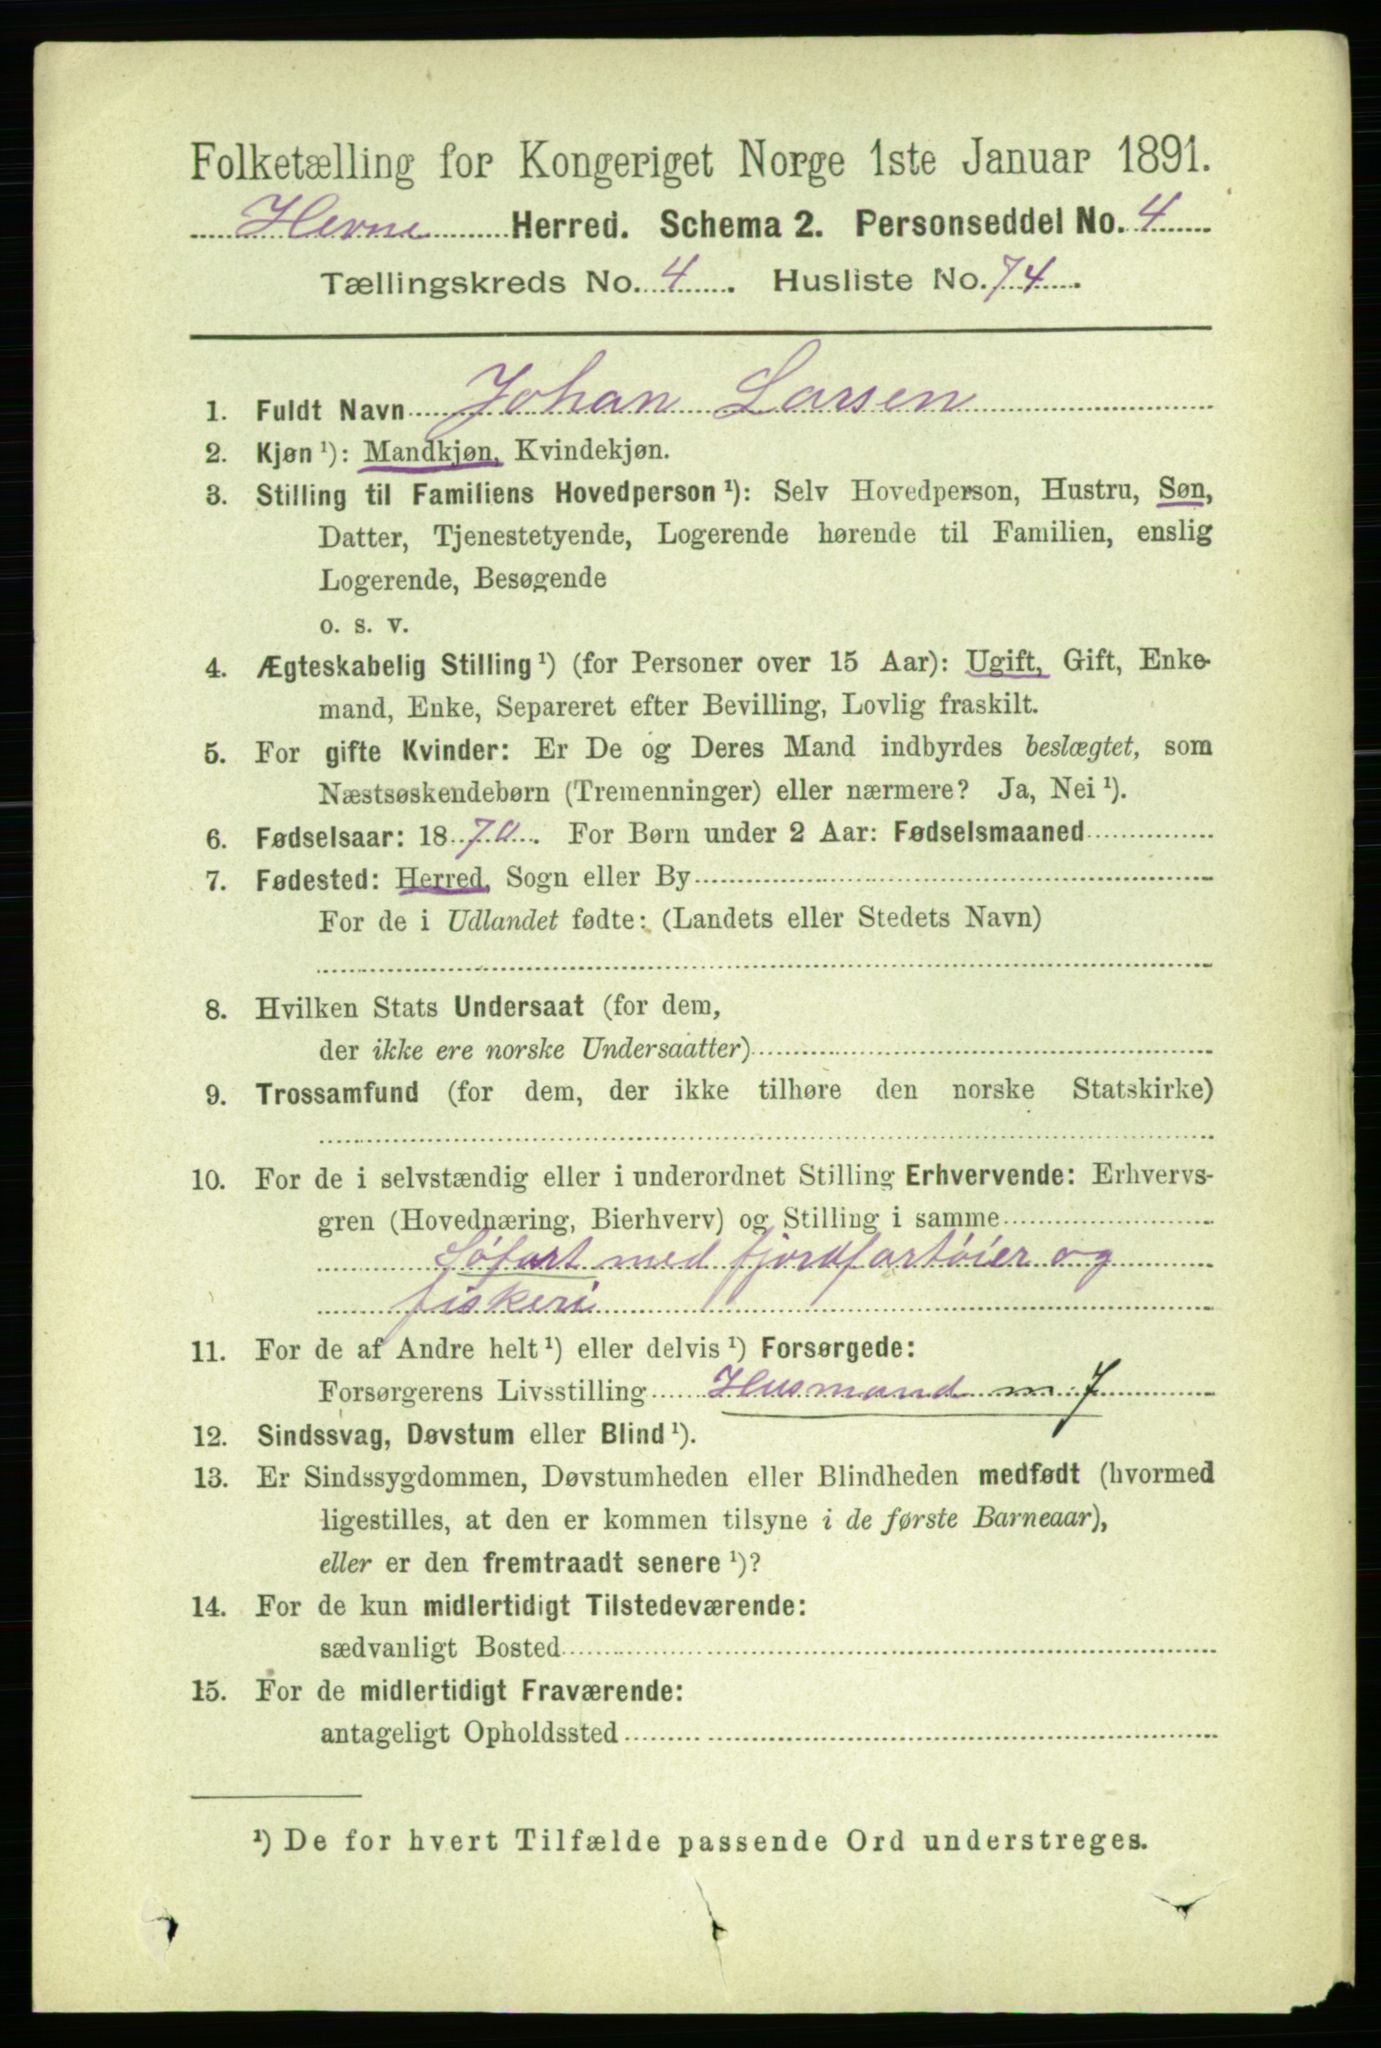 Folketælling for Kongeriget Norge 1ste Januar 1891.
Hevne Herred. Schema 2. Personseddel No. 4
Tællingskreds No. 4. Husliste No. 74.
1. Fuldt Navn Johan Larsen
2. Kjøn ¹): Mandkjøn, Kvindekjøn.
3. Stilling til Familiens Hovedperson ¹): Selv Hovedperson, Hustru, Søn,
Datter, Tjenestetyende, Logerende hørende til Familien, enslig
Logerende, Besøgende
o. s. v.
4. Ægteskabelig Stilling ¹) (for Personer over 15 Aar): Ugift, Gift, Enke-
mand, Enke, Separeret efter Bevilling, Lovlig fraskilt.
5. For gifte Kvinder: Er De og Deres Mand indbyrdes beslægtet, som
Næstsøskendebørn (Tremenninger) eller nærmere? Ja, Nei ¹).
6. Fødselsaar: 1870. For Børn under 2 Aar: Fødselsmaaned
7. Fødested: Herred, Sogn eller By
For de i Udlandet fødte: (Landets eller Stedets Navn)
8. Hvilken Stats Undersaat (for dem,
der ikke ere norske Undersaatter)
9. Trossamfund (for dem, der ikke tilhøre den norske Statskirke)
10. For de i selvstændig eller i underordnet Stilling Erhvervende: Erhvervs-
gren (Hovednæring, Bierhverv) og Stilling i samme
Søfart med fjordfartøier og
fiskeri
11. For de af Andre helt ¹) eller delvis ¹) Forsørgede:
Forsørgerens Livsstilling Husmand m. J
12. Sindssvag, Døvstum eller Blind ¹).
13. Er Sindssygdommen, Døvstumheden eller Blindheden medfødt (hvormed
ligestilles, at den er kommen tilsyne i de første Barneaar),
eller er den fremtraadt senere ¹)?
14. For de kun midlertidigt Tilstedeværende:
sædvanligt Bosted
15. For de midlertidigt Fraværende:
antageligt Opholdssted
¹) De for hvert Tilfælde passende Ord understreges.